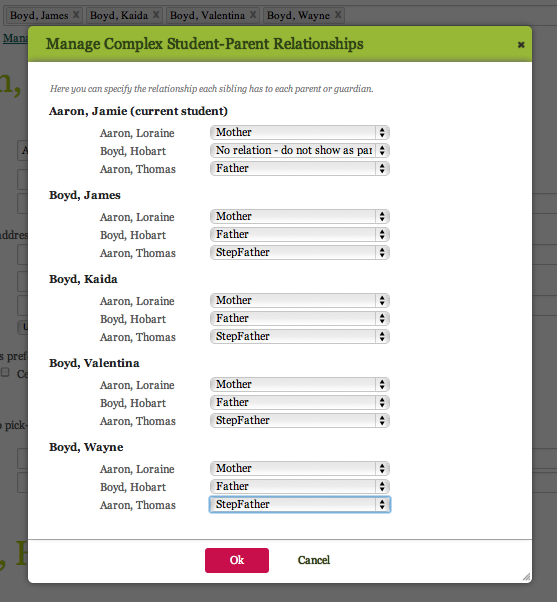 Boyd, James X Boyd, Kaida X Boyd, Valentina X Boyd, Wayne X
Manage Complex Student-Parent Relationships ×
Here you can specify the relationship each sibling has to each parent or guardian.
Aaron, Jamie (current student)
Aaron, Loraine Mother
Boyd, Hobart No relation - do not show as par
Aaron, Thomas Father
Boyd, James
Aaron, Loraine Mother
Boyd, Hobart Father
Aaron, Thomas StepFather
Boyd, Kaida
Aaron, Loraine Mother
Boyd, Hobart Father
Aaron, Thomas StepFather
Boyd, Valentina
Aaron, Loraine Mother
Boyd, Hobart Father
Aaron, Thomas StepFather
Boyd, Wayne
Aaron, Loraine Mother
Boyd, Hobart Father
Aaron, Thomas StepFather
Ok Cancel